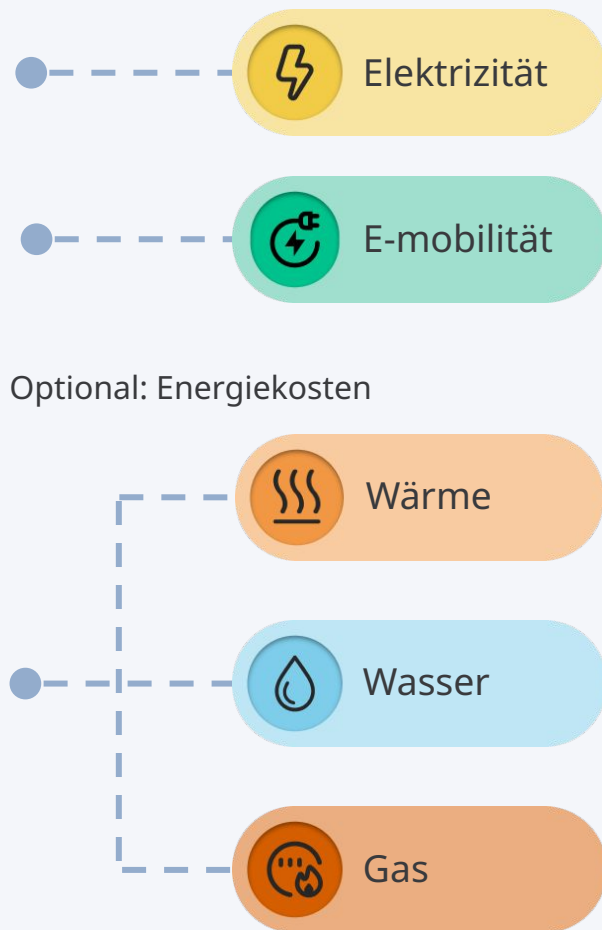 Elektrizität
E-mobilität
Optional: Energiekosten
Wärme
Wasser
Gas